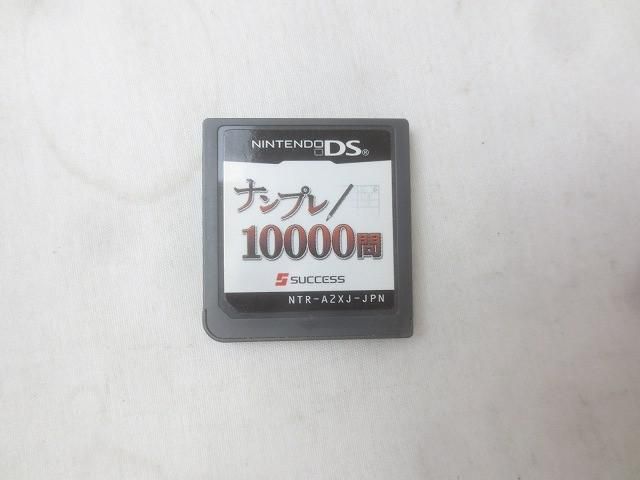 NINTENDO DS®
ナンプレ
10000問
SUCCESS
NTR-A2XJ-JPN